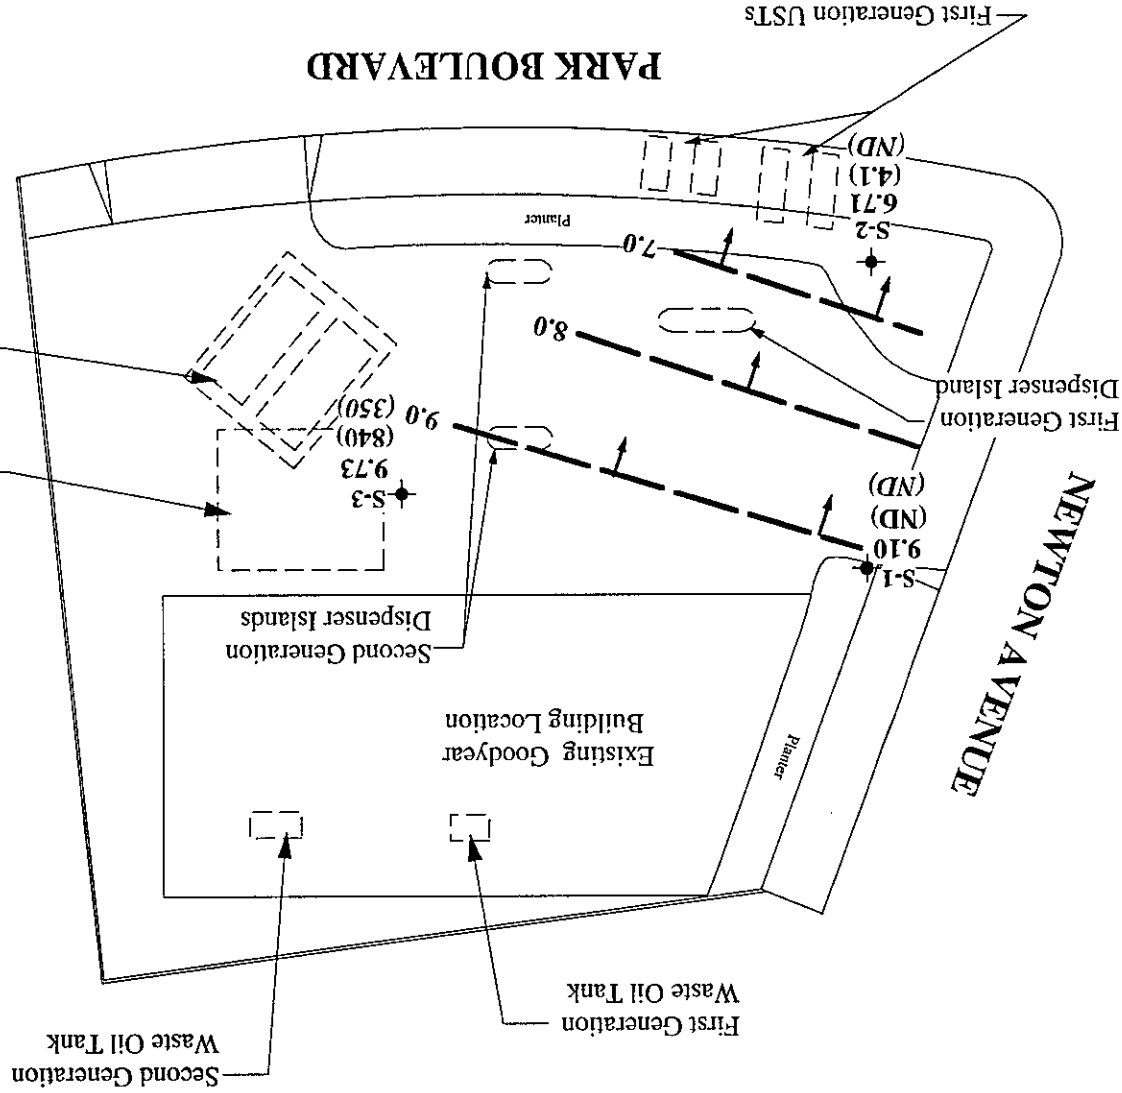 Second Generation
Waste Oil Tank
First Generation
Waste Oil Tank
Existing Goodyear
Building Location
Planter
NEWTON AVENUE
Second Generation
Dispenser Islands
S-1
9.10
(ND)
(ND)
S-3
9.73
(840)
(350)
9.0
First Generation
Dispenser Island
8.0
7.0
S-2
6.71
(4.1)
(ND)
Planter
PARK BOULEVARD
First Generation USTs